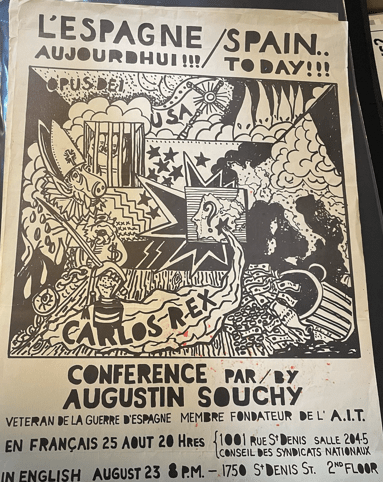 L'ESPAGNE / SPAIN..
AUJOURDHUI!!! TODAY!!!
OPUS-DEI
USA
CARLOS REX
CONFERENCE PAR/BY
AUGUSTIN SOUCHY
VETERAN DE LA GUERRE D'ESPAGNE MEMBRE FONDATEUR DE L' A.I.T.
EN FRANÇAIS 25 AOUT 20 HRES { 1001 RUE ST DENIS SALLE 204-5
CONSEIL DES SYNDICATS NATIONAUX
IN ENGLISH AUGUST 23 8 P.M. — 1750 ST DENIS ST. 2ND FLOOR